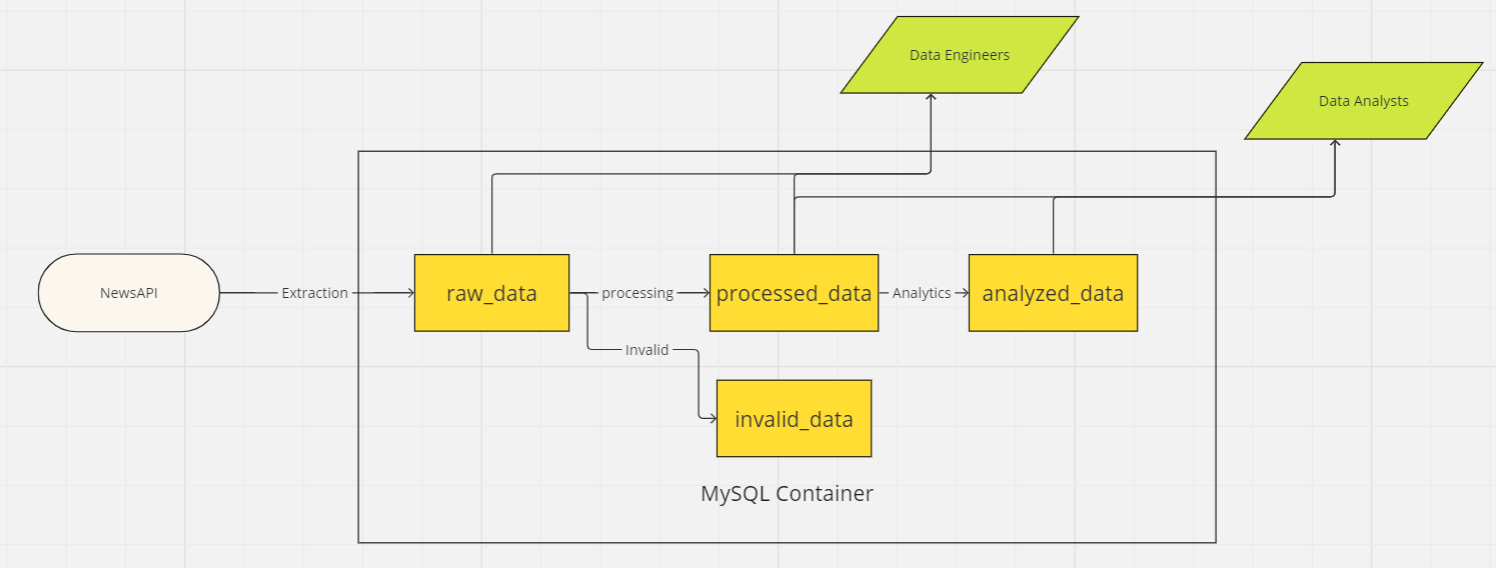 Data Engineers
Data Analysts
NewsAPI
Extraction
raw_data
processing
processed_data
Analytics
analyzed_data
Invalid
invalid_data
MySQL Container